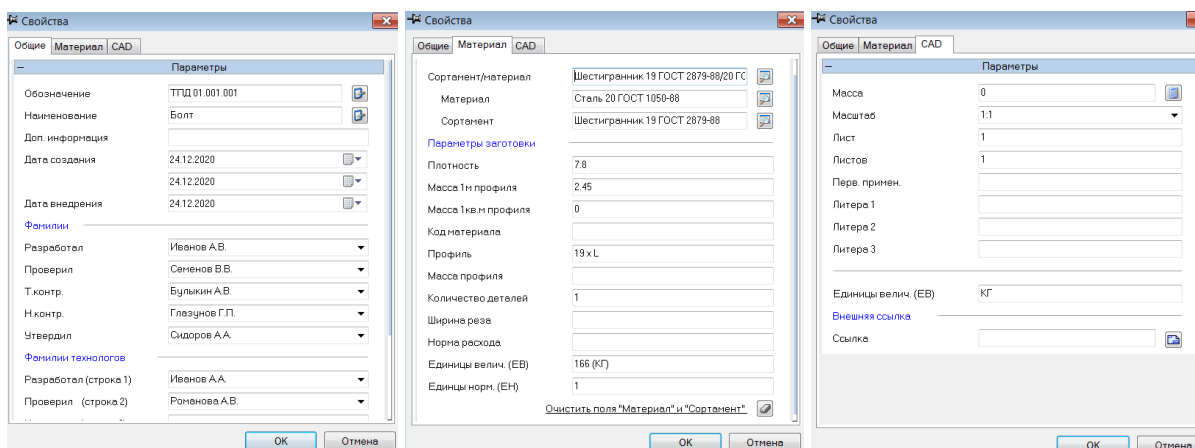 Свойства
Общие Материал CAD
Параметры
Обозначение ТПД 01.001.001
Наименование Болт
Доп. информация
Дата создания 24.12.2020
24.12.2020
Дата внедрения 24.12.2020
Фамилии
Разработал Иванов А.В.
Проверил Семенов В.В.
Т.контр. Булыкин А.В.
Н.контр. Глазунов Г.П.
Утвердил Сидоров А.А.
Фамилии технологов
Разработал (строка 1) Иванов А.А.
Проверил (строка 2) Романова А.В.
ОК Отмена
Свойства
Общие Материал CAD
Сортамент/материал Шестигранник 19 ГОСТ 2879-88/20 ГС
Материал Сталь 20 ГОСТ 1050-88
Сортамент Шестигранник 19 ГОСТ 2879-88
Параметры заготовки
Плотность 7.8
Масса 1м профиля 2.45
Масса 1кв.м профиля 0
Код материала
Профиль 19 x L
Масса профиля
Количество деталей 1
Ширина реза
Норма расхода
Единицы велич. (ЕВ) 166 (КГ)
Единцы норм. (ЕН) 1
Очистить поля "Материал" и "Сортамент"
ОК Отмена
Свойства
Общие Материал CAD
Параметры
Масса 0
Масштаб 1:1
Лист 1
Листов 1
Перв. примен.
Литера 1
Литера 2
Литера 3
Единицы велич. (ЕВ) КГ
Внешняя ссылка
Ссылка
ОК Отмена